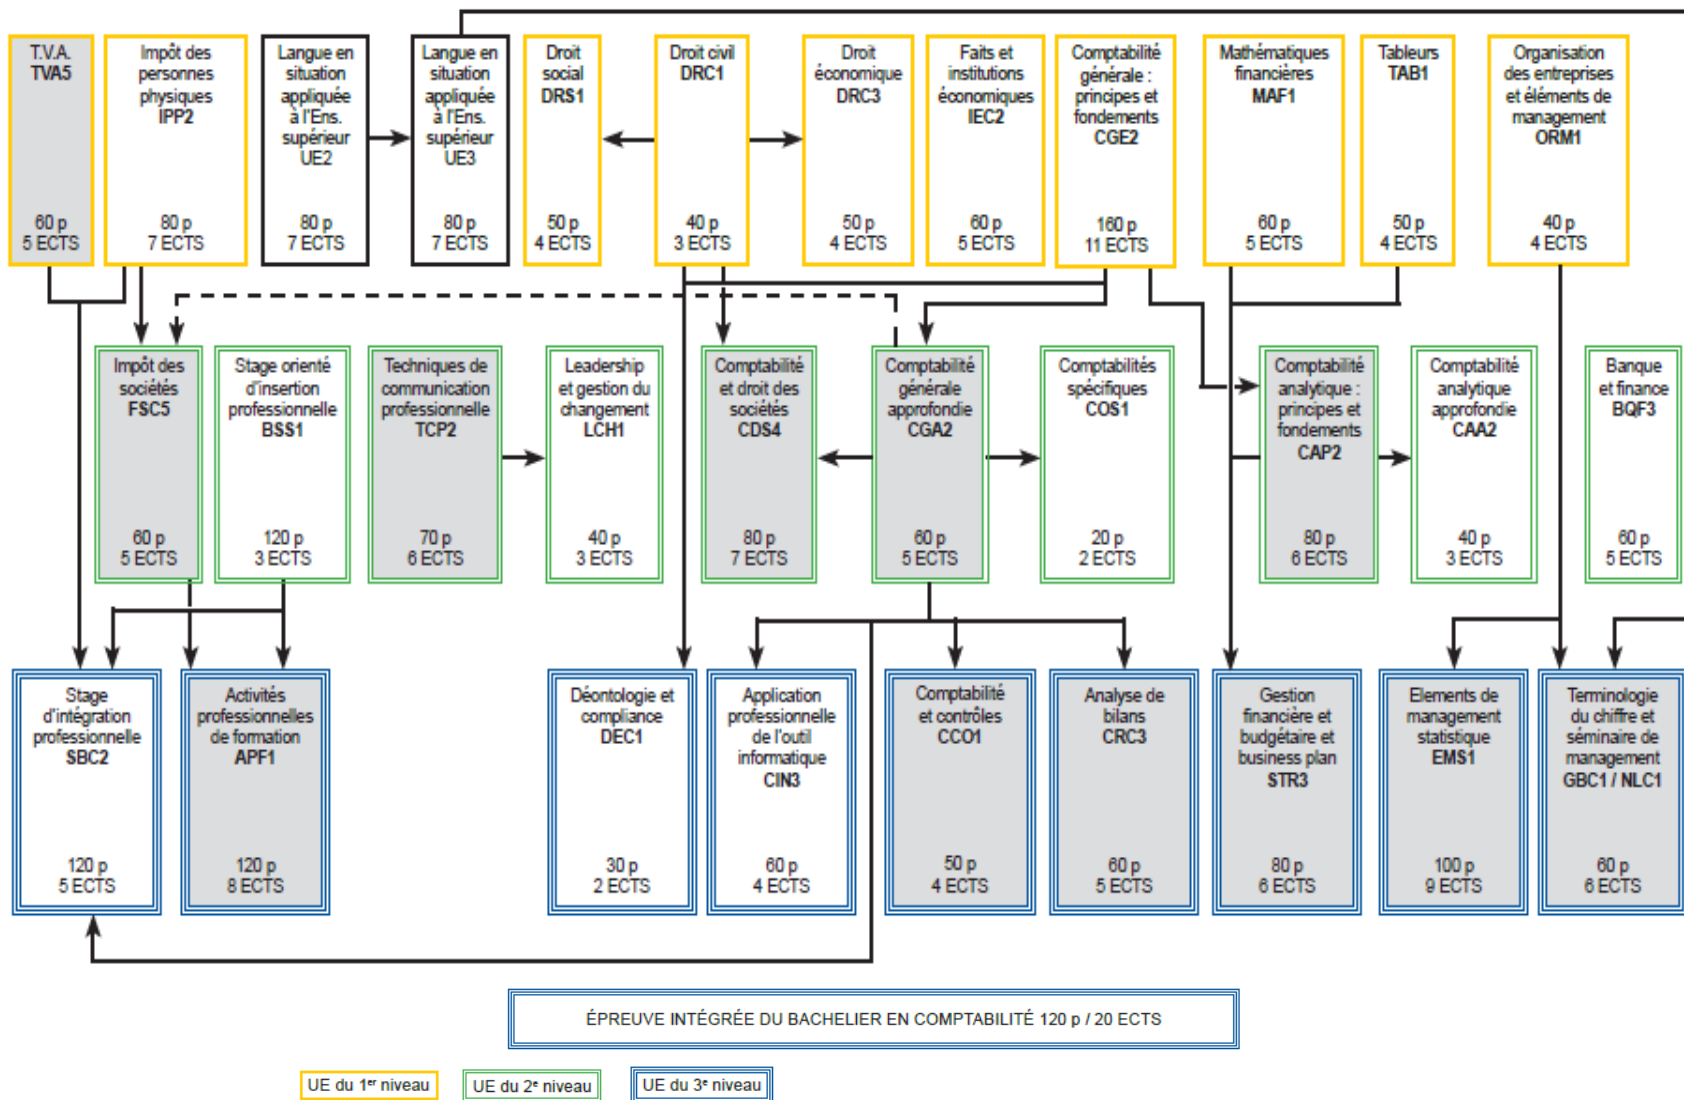 T.V.A.
TVA5
60 p
5 ECTS
Impôt des
personnes
physiques
IPP2
80 p
7 ECTS
Langue en
situation
appliquée
à l'Ens.
supérieur
UE2
80 p
7 ECTS
Langue en
situation
appliquée
à l'Ens.
supérieur
UE3
80 p
7 ECTS
Droit
social
DRS1
50 p
4 ECTS
Droit civil
DRC1
40 p
3 ECTS
Droit
économique
DRC3
50 p
4 ECTS
Faits et
institutions
économiques
IEC2
60 p
5 ECTS
Comptabilité
générale :
principes et
fondements
CGE2
160 p
11 ECTS
Mathématiques
financières
MAF1
60 p
5 ECTS
Tableurs
TAB1
50 p
4 ECTS
Organisation
des entreprises
et éléments de
management
ORM1
40 p
4 ECTS
Impôt des
sociétés
FSC5
60 p
5 ECTS
Stage orienté
d'insertion
professionnelle
BSS1
120 p
3 ECTS
Techniques de
communication
professionnelle
TCP2
70 p
6 ECTS
Leadership
et gestion du
changement
LCH1
40 p
3 ECTS
Comptabilité
et droit des
sociétés
CDS4
80 p
7 ECTS
Comptabilité
générale
approfondie
CGA2
60 p
5 ECTS
Comptabilités
spécifiques
COS1
20 p
2 ECTS
Comptabilité
analytique :
principes et
fondements
CAP2
80 p
6 ECTS
Comptabilité
analytique
approfondie
CAA2
40 p
3 ECTS
Banque
et finance
BQF3
60 p
5 ECTS
Stage
d'intégration
professionnelle
SBC2
120 p
5 ECTS
Activités
professionnelles
de formation
APF1
120 p
8 ECTS
Déontologie et
compliance
DEC1
30 p
2 ECTS
Application
professionnelle
de l'outil
informatique
CIN3
60 p
4 ECTS
Comptabilité
et contrôles
CCO1
50 p
4 ECTS
Analyse de
bilans
CRC3
60 p
5 ECTS
Gestion
financière et
budgétaire et
business plan
STR3
80 p
6 ECTS
Elements de
management
statistique
EMS1
100 p
9 ECTS
Terminologie
du chiffre et
séminaire de
management
GBC1 / NLC1
60 p
6 ECTS
ÉPREUVE INTÉGRÉE DU BACHELIER EN COMPTABILITÉ 120 p / 20 ECTS
UE du 1er niveau
UE du 2e niveau
UE du 3e niveau